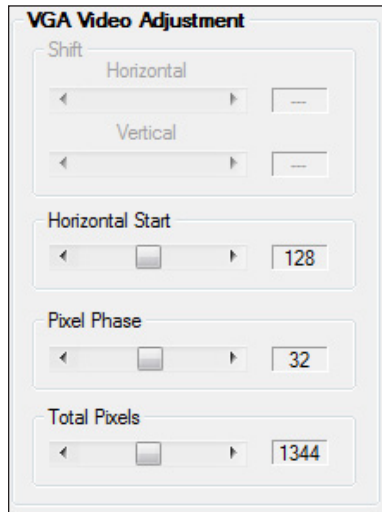 VGA Video Adjustment
Shift
Horizontal
---
Vertical
---
Horizontal Start
128
Pixel Phase
32
Total Pixels
1344